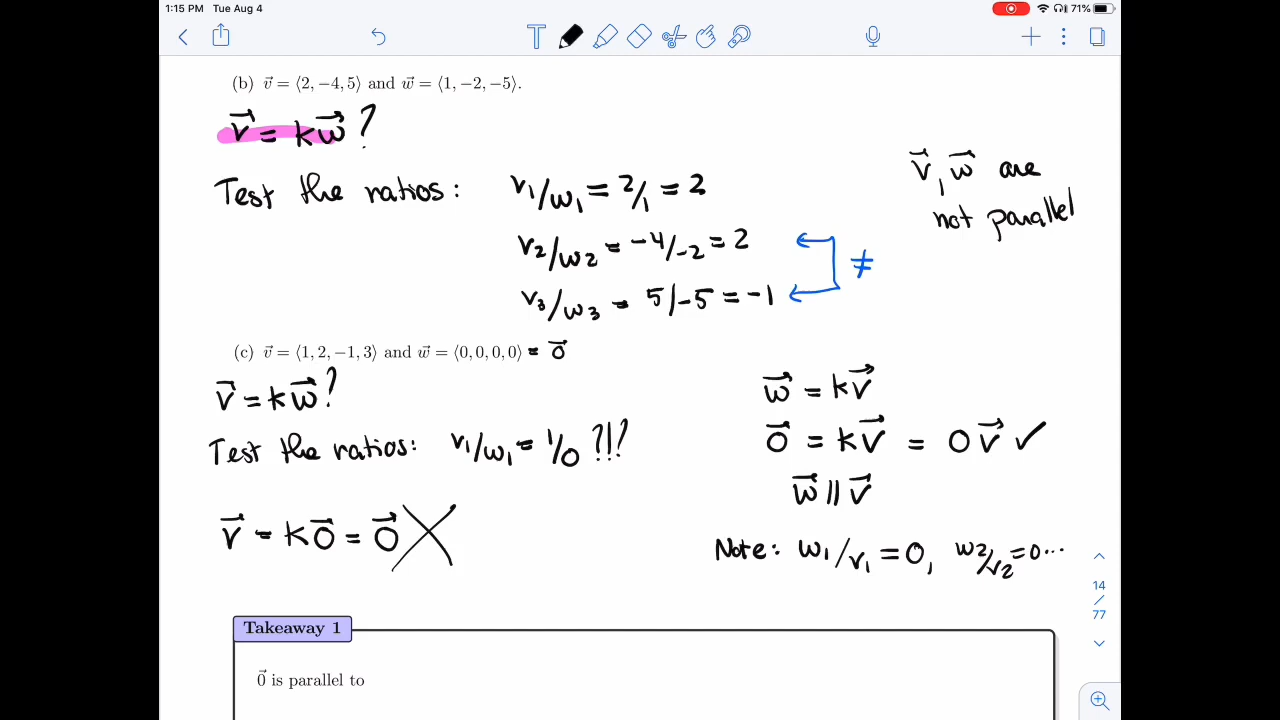 1:15 PM Tue Aug 4
71%
(b) v⃗ = ⟨2, −4, 5⟩ and w⃗ = ⟨1, −2, −5⟩.
v⃗ = kw⃗ ?
Test the ratios: v₁/w₁ = 2/1 = 2
v₂/w₂ = −4/−2 = 2
v₃/w₃ = 5/−5 = −1
≠
v⃗, w⃗ are
not parallel
(c) v⃗ = ⟨1, 2, −1, 3⟩ and w⃗ = ⟨0, 0, 0, 0⟩ = 0⃗
v⃗ = kw⃗ ?
Test the ratios: v₁/w₁ = 1/0 ?!?
v⃗ = k0⃗ = 0⃗ X
w⃗ = kv⃗
0⃗ = kv⃗ = 0v⃗ ✓
w⃗ ∥ v⃗
Note: w₁/v₁ = 0, w₂/v₂ = 0...
14
/
77
Takeaway 1
0⃗ is parallel to